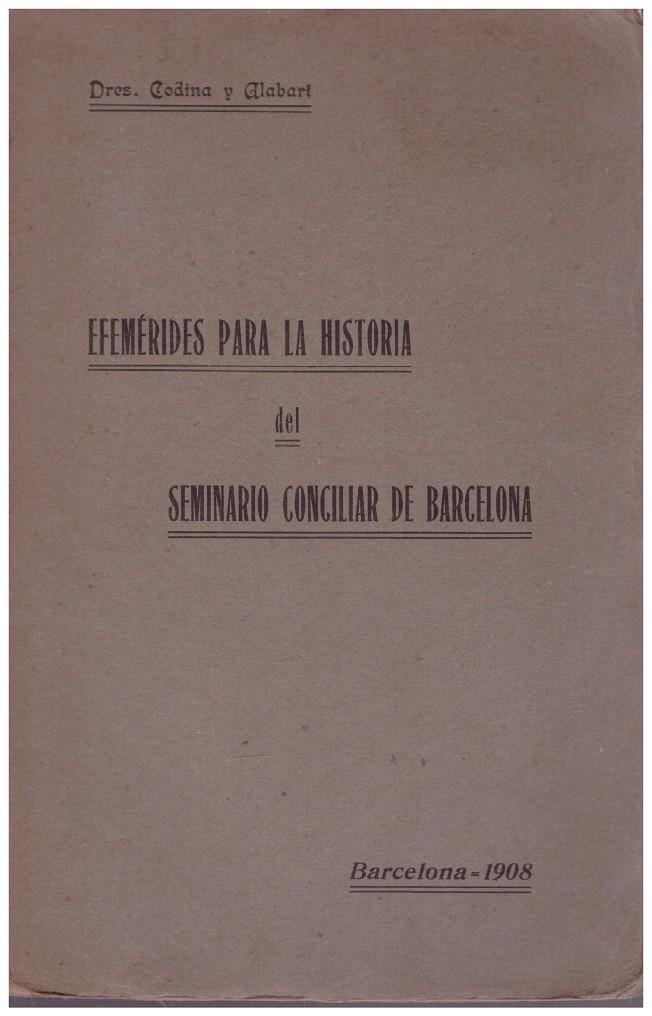 Dres. Codina y Alabart
EFEMÉRIDES PARA LA HISTORIA
del
SEMINARIO CONCILIAR DE BARCELONA
Barcelona = 1908